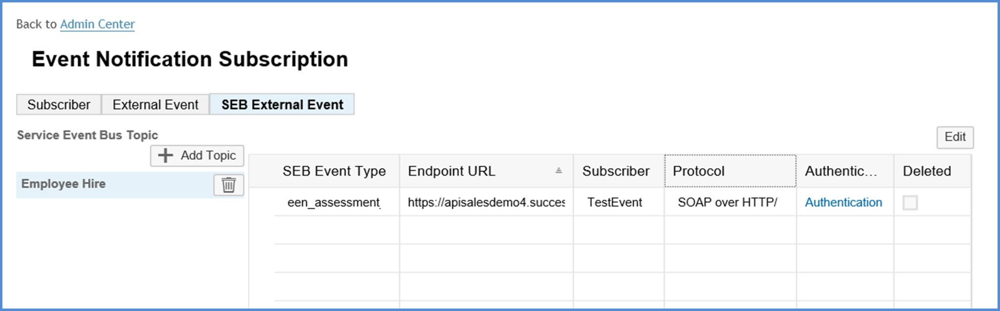 Back to Admin Center
Event Notification Subscription
Subscriber External Event SEB External Event
Service Event Bus Topic
Edit
Add Topic
SEB Event Type Endpoint URL Subscriber Protocol Authentic... Deleted
Employee Hire
een_assessment_ https://apisalesdemo4.succes TestEvent SOAP over HTTP/ Authentication